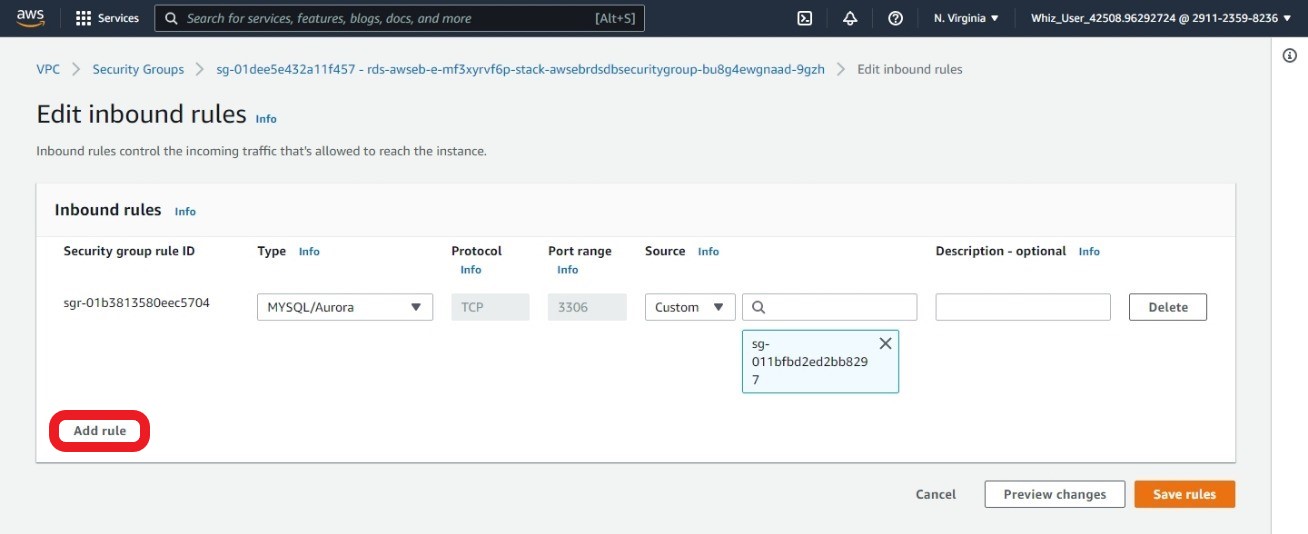 aws
Services
Search for services, features, blogs, docs, and more [Alt+S]
N. Virginia
Whiz_User_42508.96292724 @ 2911-2359-8236
VPC
Security Groups
sg-01dee5e432a11f457 - rds-awseb-e-mf3xyrvf6p-stack-awsebrdsdbsecuritygroup-bu8g4ewgnaad-9gzh
Edit inbound rules
Edit inbound rules Info
Inbound rules control the incoming traffic that's allowed to reach the instance.
Inbound rules Info
Security group rule ID
Type Info
Protocol
Info
Port range
Info
Source Info
Description - optional Info
sgr-01b3813580eec5704
MYSQL/Aurora
TCP
3306
Custom
Delete
sg-
011bfbd2ed2bb829
7
Add rule
Cancel
Preview changes
Save rules